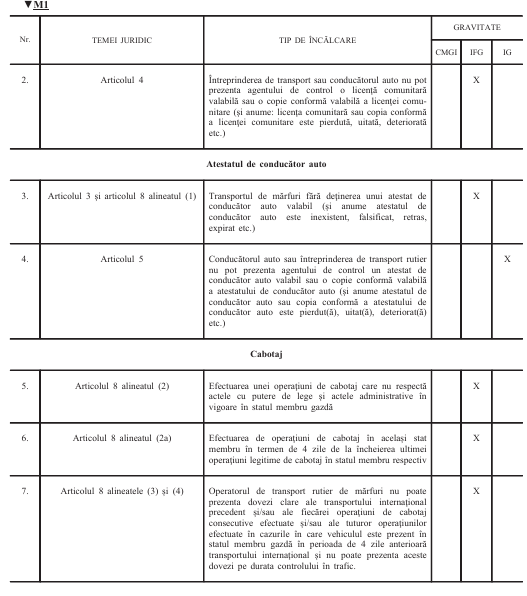 ▼M1
GRAVITATE
Nr. TEMEI JURIDIC TIP DE ÎNCĂLCARE
CMGI IFG IG
2. Articolul 4 Întreprinderea de transport sau conducătorul auto nu pot X
prezenta agentului de control o licență comunitară
valabilă sau o copie conformă valabilă a licenței comu-
nitare (și anume: licența comunitară sau copia conformă
a licenței comunitare este pierdută, uitată, deteriorată
etc.)
Atestatul de conducător auto
3. Articolul 3 și articolul 8 alineatul (1) Transportul de mărfuri fără deținerea unui atestat de X
conducător auto valabil (și anume atestatul de
conducător auto este inexistent, falsificat, retras,
expirat etc.)
4. Articolul 5 Conducătorul auto sau întreprinderea de transport rutier X
nu pot prezenta agentului de control un atestat de
conducător auto valabil sau o copie conformă valabilă
a atestatului de conducător auto (și anume atestatul de
conducător auto sau copia conformă a atestatului de
conducător auto este pierdut(ă), uitat(ă), deteriorat(ă)
etc.)
Cabotaj
5. Articolul 8 alineatul (2) Efectuarea unei operațiuni de cabotaj care nu respectă X
actele cu putere de lege și actele administrative în
vigoare în statul membru gazdă
6. Articolul 8 alineatul (2a) Efectuarea de operațiuni de cabotaj în același stat X
membru în termen de 4 zile de la încheierea ultimei
operațiuni legitime de cabotaj în statul membru respectiv
7. Articolul 8 alineatele (3) și (4) Operatorul de transport rutier de mărfuri nu poate X
prezenta dovezi clare ale transportului internațional
precedent și/sau ale fiecărei operațiuni de cabotaj
consecutive efectuate și/sau ale tuturor operațiunilor
efectuate în cazurile în care vehiculul este prezent în
statul membru gazdă în perioada de 4 zile anterioară
transportului internațional și nu poate prezenta aceste
dovezi pe durata controlului în trafic.